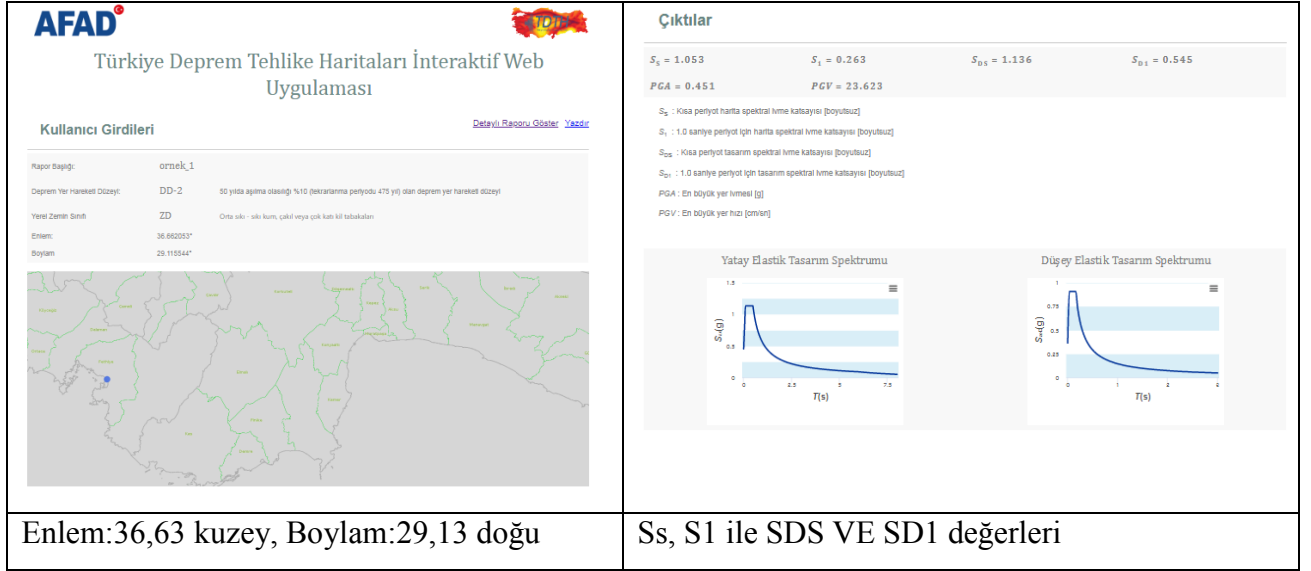 AFAD
TDTH
Türkiye Deprem Tehlike Haritaları İnteraktif Web
Uygulaması
Kullanıcı Girdileri
Detaylı Raporu Göster Yazdır
Rapor Başlığı: ornek_1
Deprem Yer Hareketi Düzeyi: DD-2 50 yılda aşılma olasılığı %10 (tekrarlanma periyodu 475 yıl) olan deprem yer hareketi düzeyi
Yerel Zemin Sınıfı ZD Orta sıkı - sıkı kum, çakıl veya çok katı kil tabakaları
Enlem: 36.662053°
Boylam 29.115544°
Enlem:36,63 kuzey, Boylam:29,13 doğu
Çıktılar
S_S = 1.053 S_1 = 0.263 S_DS = 1.136 S_D1 = 0.545
PGA = 0.451 PGV = 23.623
S_S : Kısa periyot harita spektral ivme katsayısı [boyutsuz]
S_1 : 1.0 saniye periyot için harita spektral ivme katsayısı [boyutsuz]
S_DS : Kısa periyot tasarım spektral ivme katsayısı [boyutsuz]
S_D1 : 1.0 saniye periyot için tasarım spektral ivme katsayısı [boyutsuz]
PGA : En büyük yer ivmesi [g]
PGV : En büyük yer hızı [cm/sn]
Yatay Elastik Tasarım Spektrumu
1.5
1
0.5
0
S_ae(g)
0 2.5 5 7.5
T(s)
Düşey Elastik Tasarım Spektrumu
1
0.75
0.5
0.25
0
S_aeD(g)
0 1 2 3
T(s)
Ss, S1 ile SDS VE SD1 değerleri